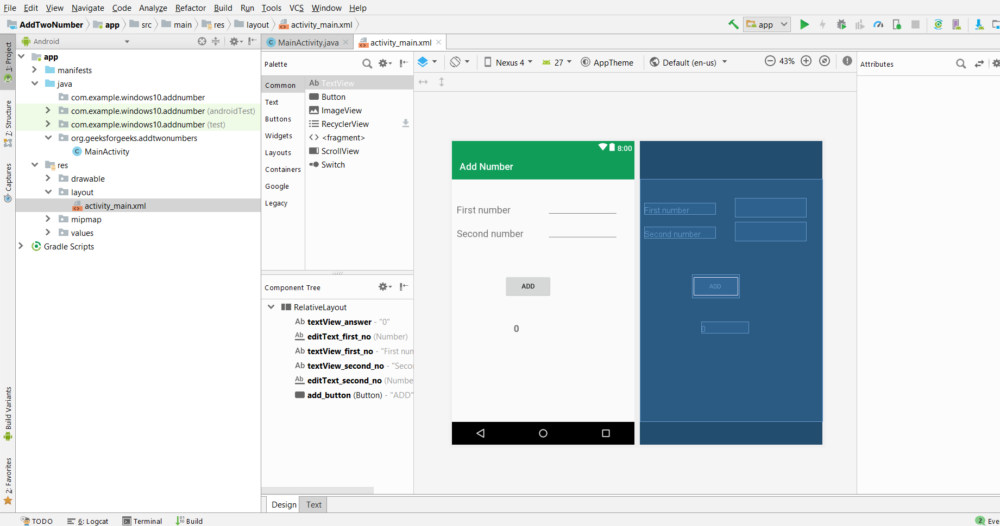 File Edit View Navigate Code Analyze Refactor Build Run Tools VCS Window Help
AddTwoNumber app src main res layout activity_main.xml app
1: Project
7: Structure
Captures
Build Variants
2: Favorites
Android
app
manifests
java
com.example.windows10.addnumber
com.example.windows10.addnumber (androidTest)
com.example.windows10.addnumber (test)
org.geeksforgeeks.addtwonumbers
MainActivity
res
drawable
layout
activity_main.xml
mipmap
values
Gradle Scripts
MainActivity.java activity_main.xml
Palette
Common
Text
Buttons
Widgets
Layouts
Containers
Google
Legacy
Ab TextView
Button
ImageView
RecyclerView
<fragment>
ScrollView
Switch
Component Tree
RelativeLayout
Ab textView_answer - "0"
Ab editText_first_no (Number)
Ab textView_first_no - "First num
Ab textView_second_no - "Secon
Ab editText_second_no (Numbe
add_button (Button) - "ADD"
Nexus 4 27 AppTheme Default (en-us) 43%
Attributes
8:00
Add Number
First number
Second number
ADD
0
First number
Second number
ADD
0
Design Text
TODO 6: Logcat Terminal Build
2 Eve